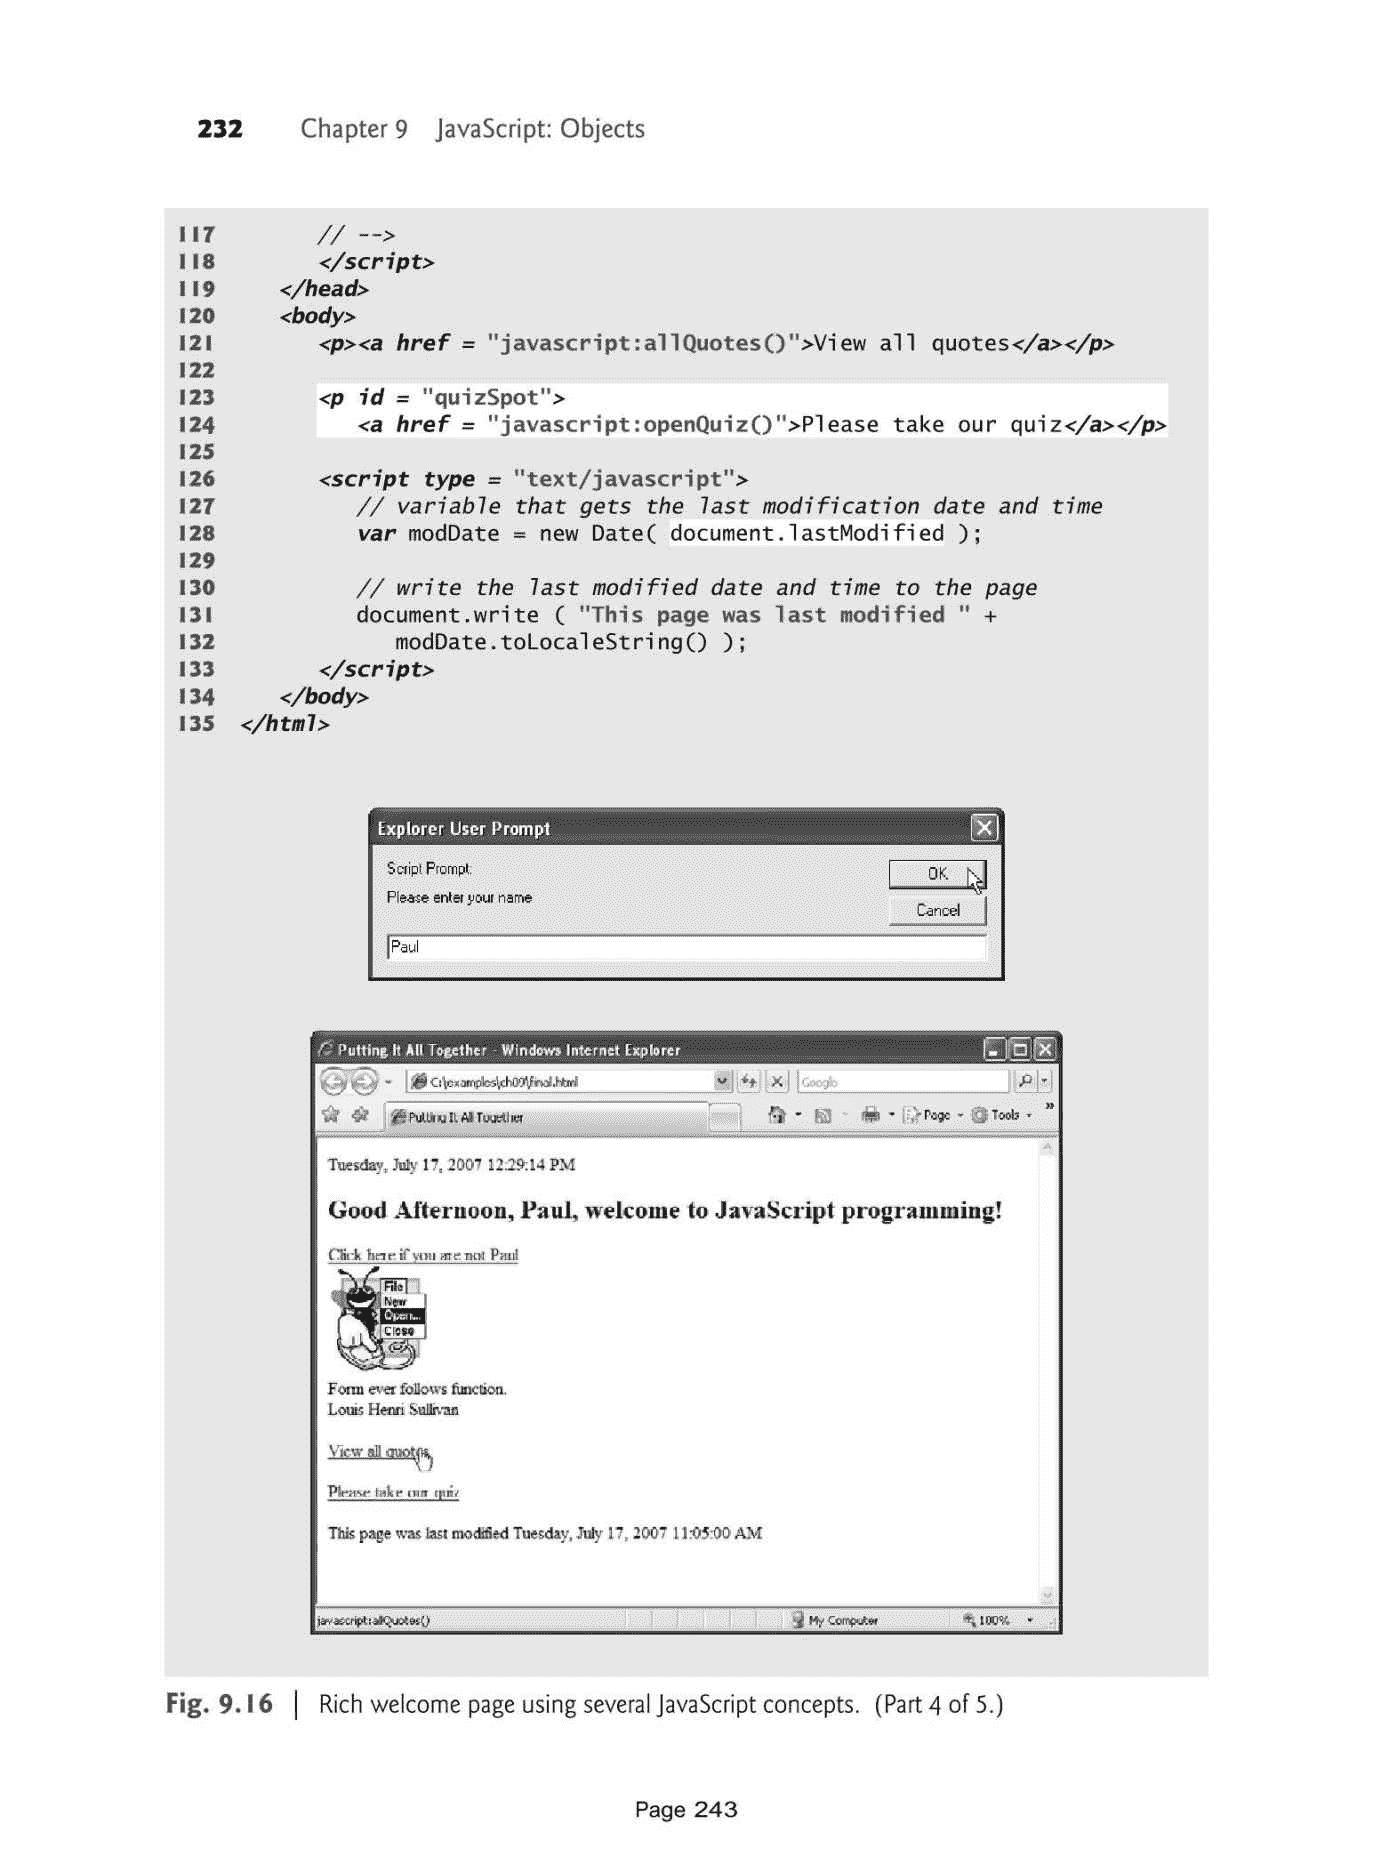 232 Chapter 9 JavaScript: Objects
117 // -->
118 </script>
119 </head>
120 <body>
121 <p><a href = "javascript:allQuotes()">View all quotes</a></p>
122
123 <p id = "quizSpot">
124 <a href = "javascript:openQuiz()">Please take our quiz</a></p>
125
126 <script type = "text/javascript">
127 // variable that gets the last modification date and time
128 var modDate = new Date( document.lastModified );
129
130 // write the last modified date and time to the page
131 document.write ( "This page was last modified " +
132 modDate.toLocaleString() );
133 </script>
134 </body>
135 </html>
Explorer User Prompt
Script Prompt:
OK
Please enter your name
Cancel
Paul
Putting It All Together - Windows Internet Explorer
C:\examples\ch09\final.html
Google
Putting It All Together
Page
Tools
Tuesday, July 17, 2007 12:29:14 PM
Good Afternoon, Paul, welcome to JavaScript programming!
Click here if you are not Paul
File
New
Open...
Close
Form ever follows function.
Louis Henri Sullivan
View all quotes
Please take our quiz
This page was last modified Tuesday, July 17, 2007 11:05:00 AM
javascript:allQuotes()
My Computer
100%
Fig. 9.16 | Rich welcome page using several JavaScript concepts. (Part 4 of 5.)
Page 243